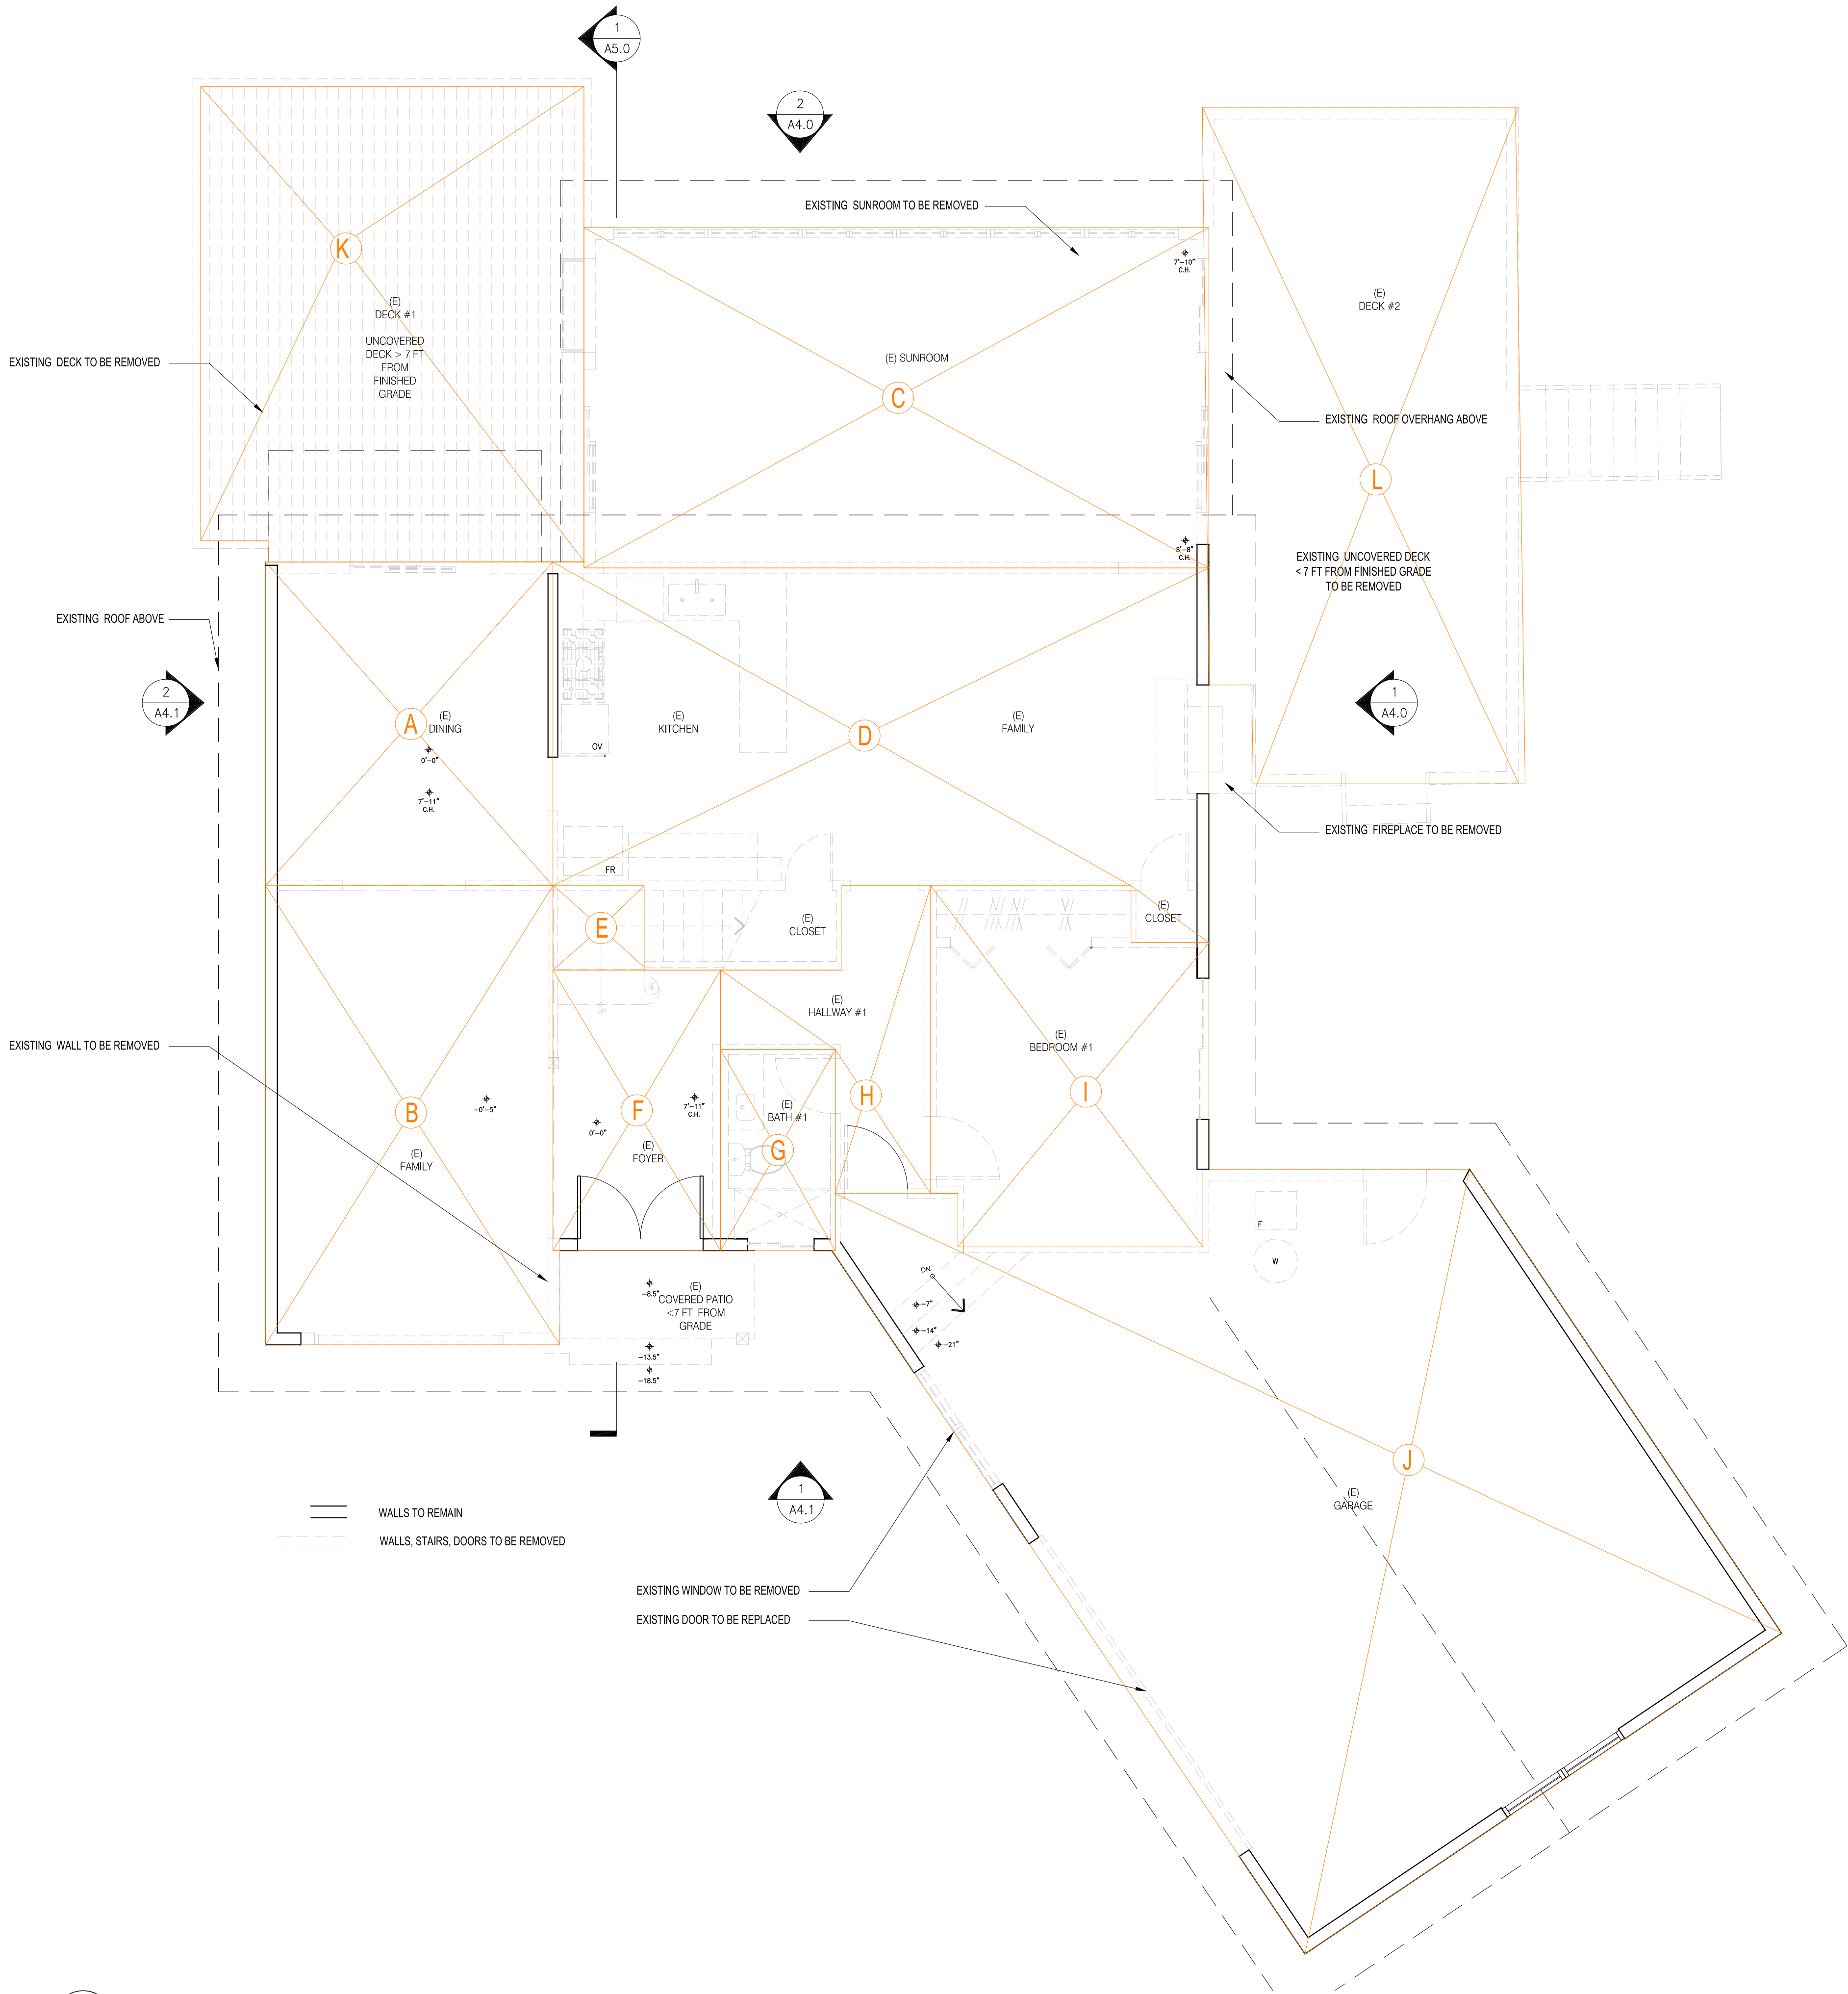 1
A5.0
2
A4.0
EXISTING SUNROOM TO BE REMOVED
K
7'-10"
C.H.
(E)
DECK #1
UNCOVERED
DECK > 7 FT
FROM
FINISHED
GRADE
(E)
DECK #2
EXISTING DECK TO BE REMOVED
(E) SUNROOM
C
EXISTING ROOF OVERHANG ABOVE
L
8'-8"
C.H.
EXISTING UNCOVERED DECK
< 7 FT FROM FINISHED GRADE
TO BE REMOVED
EXISTING ROOF ABOVE
2
A4.1
A
(E)
DINING
0'-0"
7'-11"
C.H.
(E)
KITCHEN
OV
D
(E)
FAMILY
1
A4.0
EXISTING FIREPLACE TO BE REMOVED
FR
E
(E)
CLOSET
(E)
CLOSET
UP
(E)
HALLWAY #1
(E)
BEDROOM #1
EXISTING WALL TO BE REMOVED
B
-0'-5"
(E)
FAMILY
F
7'-11"
C.H.
0'-0"
(E)
FOYER
(E)
BATH #1
G
H
I
F
W
DN
-7"
-14"
-21"
-8.5"
(E)
COVERED PATIO
<7 FT FROM
GRADE
-13.5"
-18.5"
J
(E)
GARAGE
1
A4.1
WALLS TO REMAIN
WALLS, STAIRS, DOORS TO BE REMOVED
EXISTING WINDOW TO BE REMOVED
EXISTING DOOR TO BE REPLACED